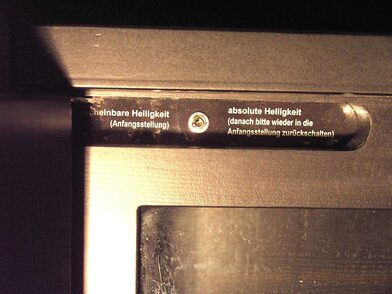 heinbare Helligkeit
(Anfangsstellung)
absolute Helligkeit
(danach bitte wieder in die
Anfangsstellung zurückschalten)